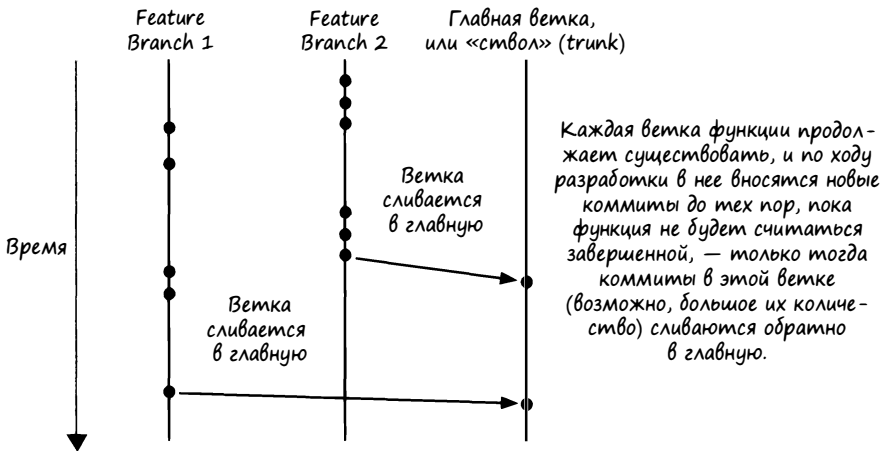 Feature
Branch 1
Feature
Branch 2
Главная ветка,
или «ствол» (trunk)
Время
Ветка
сливается
в главную
Ветка
сливается
в главную
Каждая ветка функции продол-
жает существовать, и по ходу
разработки в нее вносятся новые
коммиты до тех пор, пока
функция не будет считаться
завершенной, — только тогда
коммиты в этой ветке
(возможно, большое их количе-
ство) сливаются обратно
в главную.